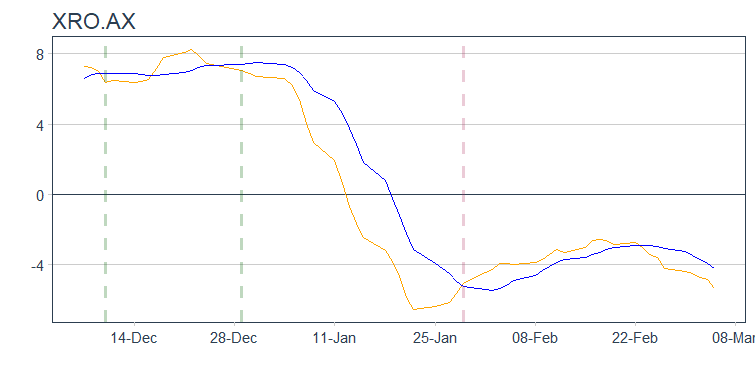 XRO.AX
8
4
0
-4
14-Dec
28-Dec
11-Jan
25-Jan
08-Feb
22-Feb
08-Mar